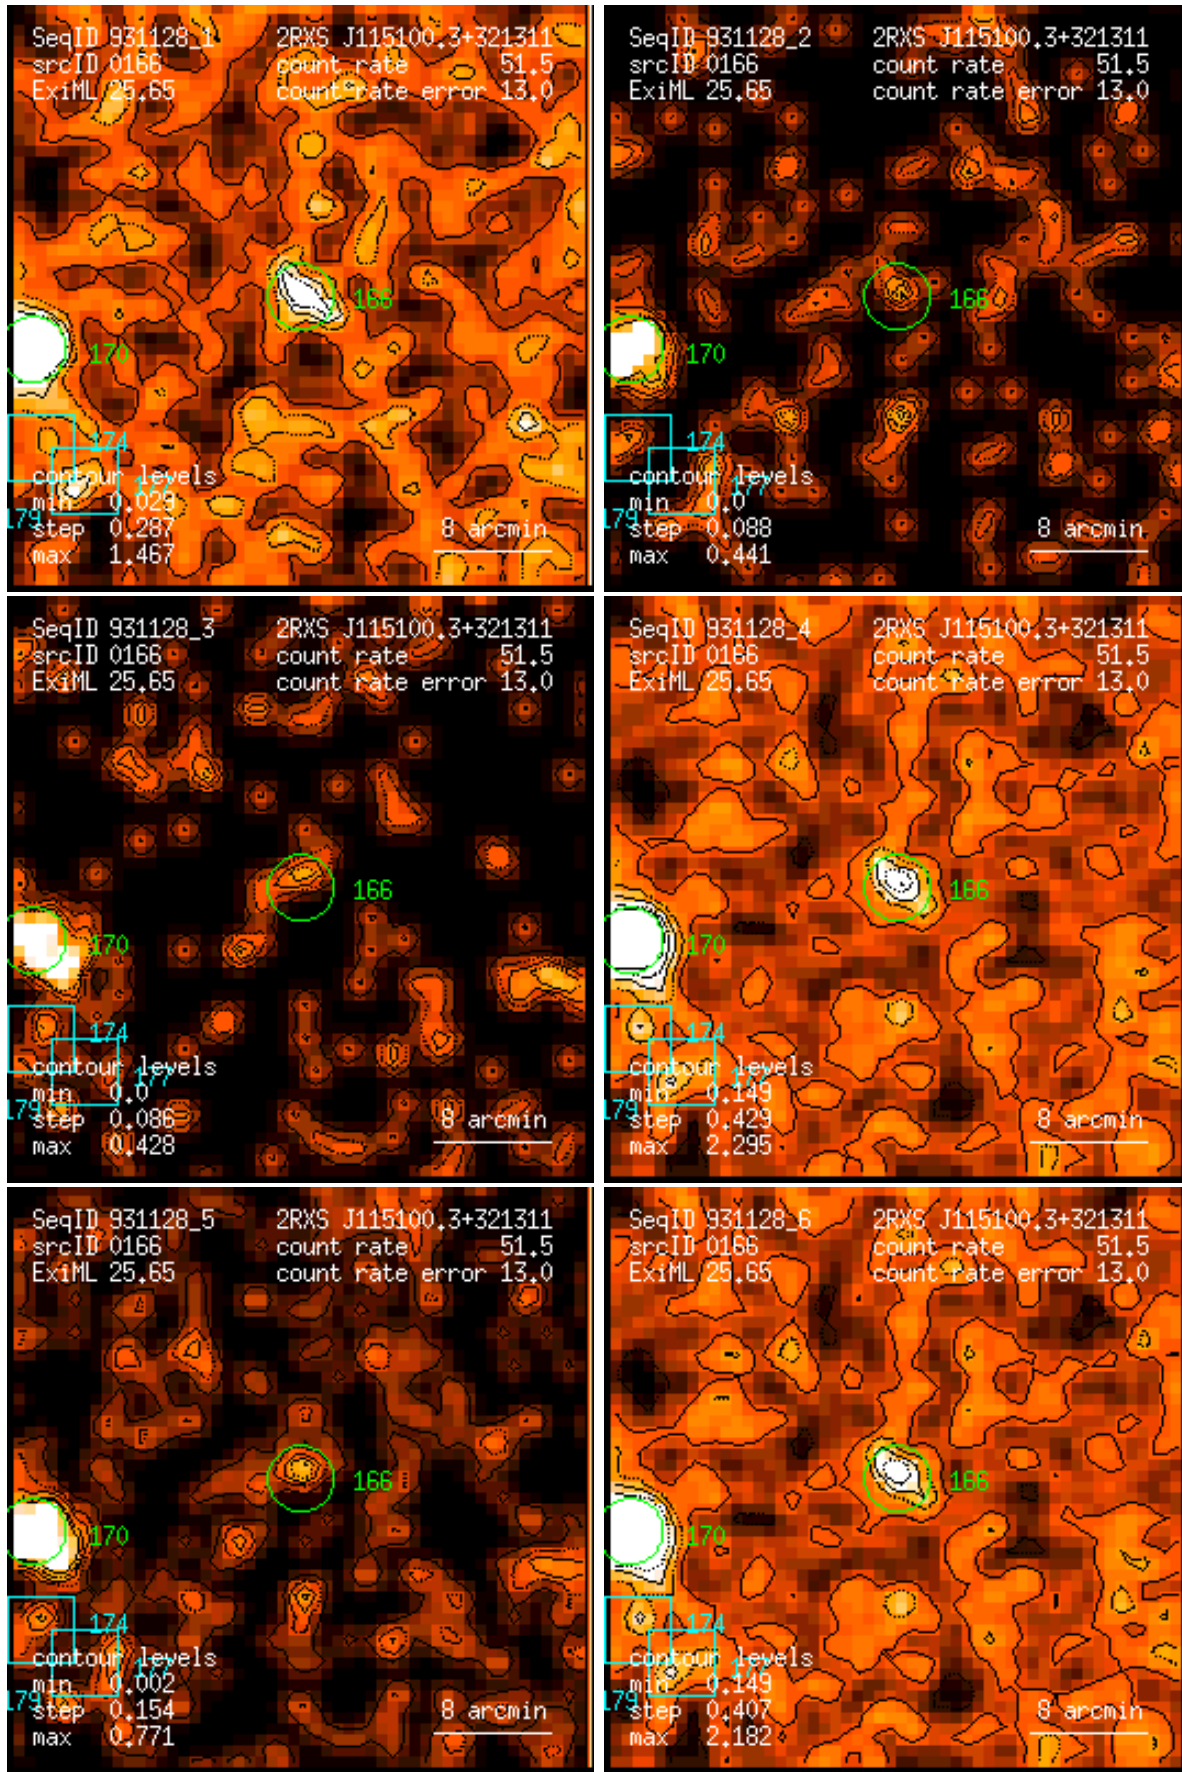 SeqID 931128_1 2RXS J115100.3+321311
srcID 0166 count rate 51.5
ExiML 25.65 count rate error 13.0
166
170
174
contour levels
min 0.029
179 step 0.287 8 arcmin
max 1.467
SeqID 931128_2 2RXS J115100.3+321311
srcID 0166 count rate 51.5
ExiML 25.65 count rate error 13.0
166
170
174
contour levels
177
min 0.0
179 step 0.088 8 arcmin
max 0.441
SeqID 931128_3 2RXS J115100.3+321311
srcID 0166 count rate 51.5
ExiML 25.65 count rate error 13.0
166
170
174
contour levels
min 0.0
179 step 0.086 8 arcmin
max 0.428
SeqID 931128_4 2RXS J115100.3+321311
srcID 0166 count rate 51.5
ExiML 25.65 count rate error 13.0
166
170
174
contour levels
min 0.149
179 step 0.429 8 arcmin
max 2.295
SeqID 931128_5 2RXS J115100.3+321311
srcID 0166 count rate 51.5
ExiML 25.65 count rate error 13.0
166
170
174
contour levels
min 0.002
179 step 0.154 8 arcmin
max 0.771
SeqID 931128_6 2RXS J115100.3+321311
srcID 0166 count rate 51.5
ExiML 25.65 count rate error 13.0
166
170
174
contour levels
min 0.149
179 step 0.407 8 arcmin
max 2.182